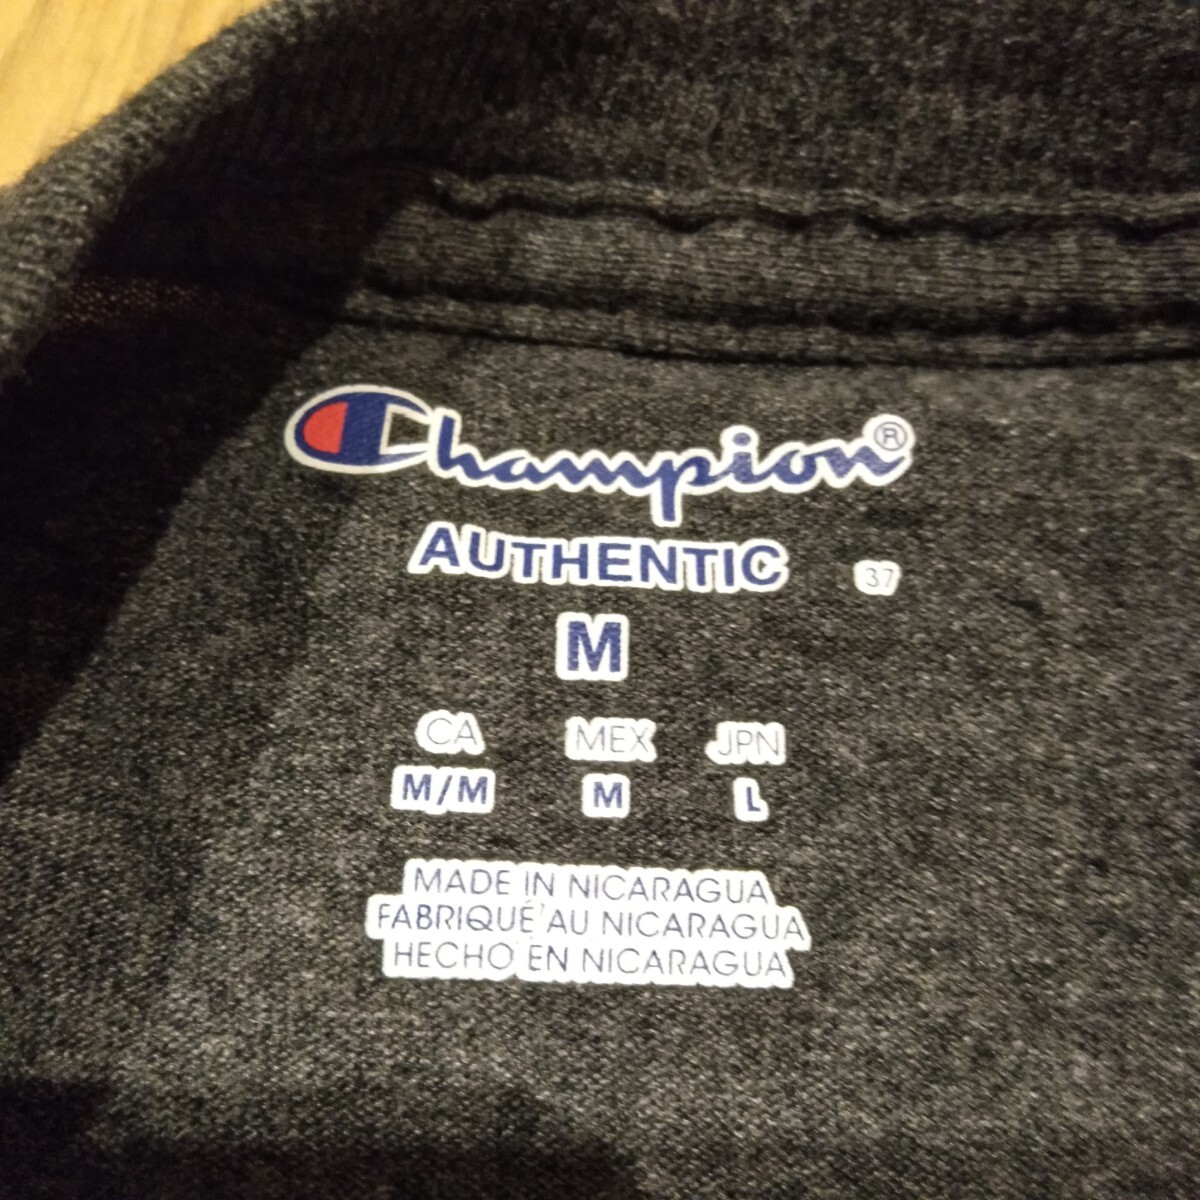 Champion®
AUTHENTIC 37
M
CA MEX JPN
M/M M L
MADE IN NICARAGUA
FABRIQUÉ AU NICARAGUA
HECHO EN NICARAGUA